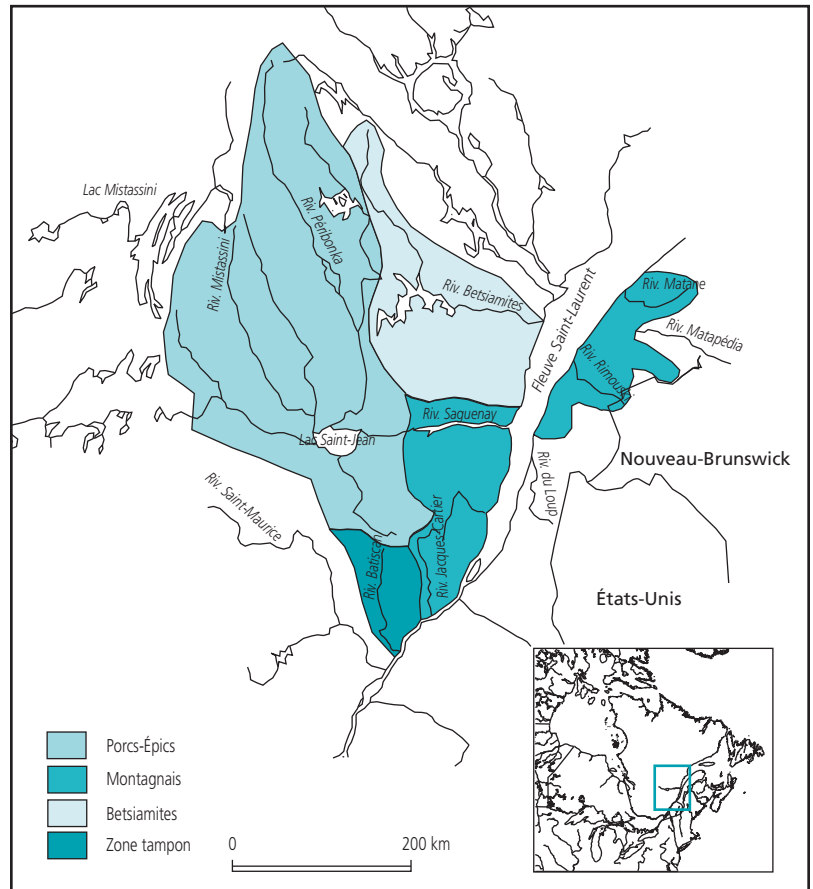 Lac Mistassini
Riv. Péribonka
Riv. Mistassini
Riv. Betsiamites
Fleuve Saint-Laurent
Riv. Matane
Riv. Matapédia
Riv. Rimouski
Riv. Saguenay
Lac Saint-Jean
Riv. du Loup
Nouveau-Brunswick
Riv. Saint-Maurice
Riv. Batiscan
Riv. Jacques-Cartier
États-Unis
Porcs-Épics
Montagnais
Betsiamites
Zone tampon
0 200 km